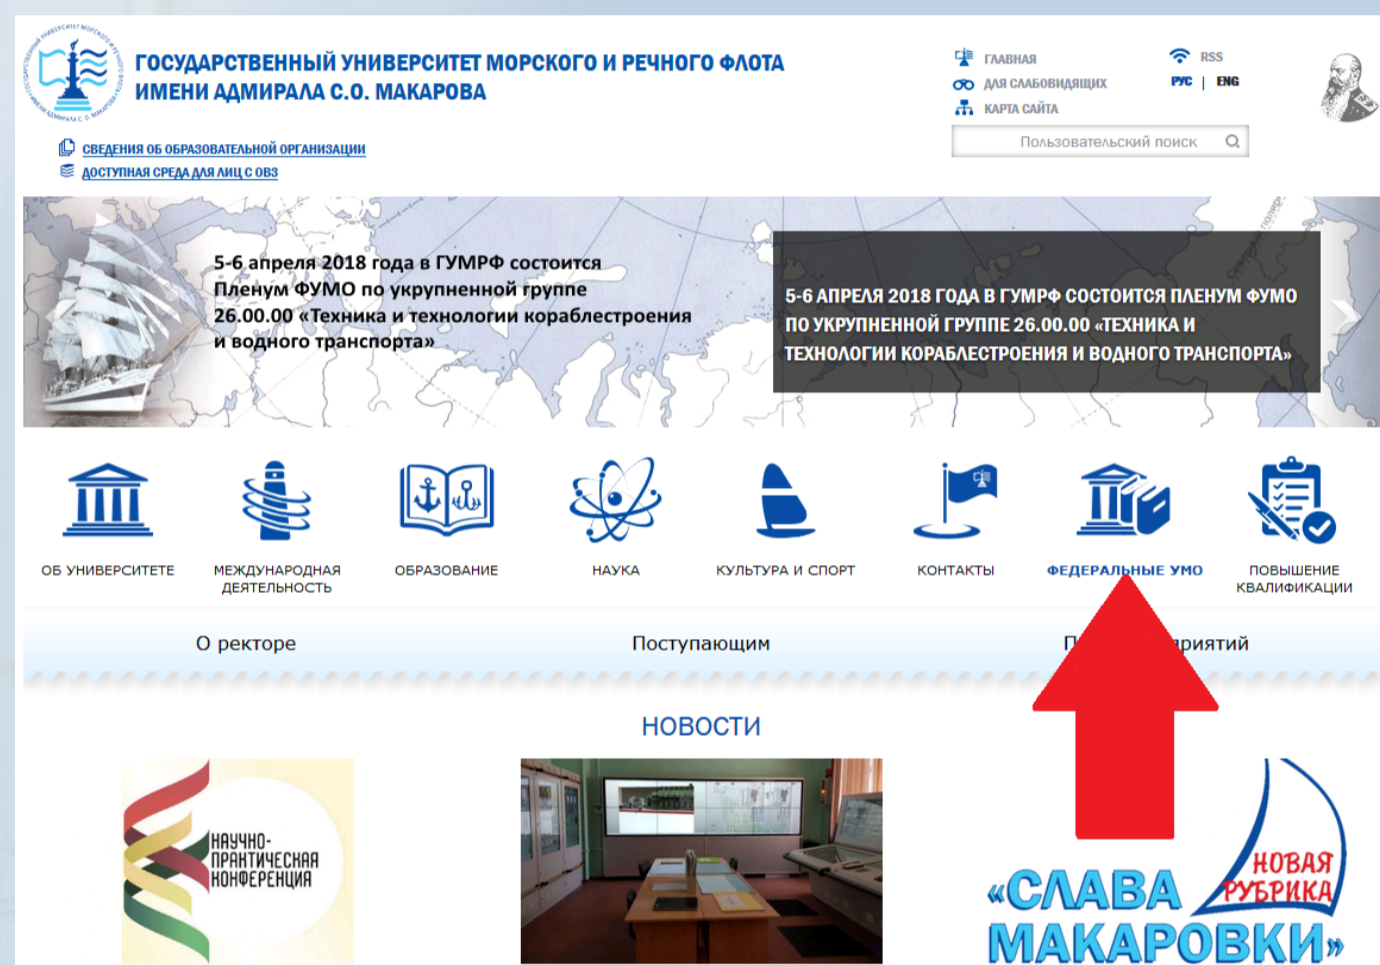 ГОСУДАРСТВЕННЫЙ УНИВЕРСИТЕТ МОРСКОГО И РЕЧНОГО ФЛОТА
ИМЕНИ АДМИРАЛА С.О. МАКАРОВА
СВЕДЕНИЯ ОБ ОБРАЗОВАТЕЛЬНОЙ ОРГАНИЗАЦИИ
ДОСТУПНАЯ СРЕДА ДЛЯ ЛИЦ С ОВЗ
ГЛАВНАЯ
ДЛЯ СЛАБОВИДЯЩИХ
КАРТА САЙТА
RSS
РУС | ENG
Пользовательский поиск
5-6 апреля 2018 года в ГУМРФ состоится
Пленум ФУМО по укрупненной группе
26.00.00 «Техника и технологии кораблестроения
и водного транспорта»
5-6 АПРЕЛЯ 2018 ГОДА В ГУМРФ СОСТОИТСЯ ПЛЕНУМ ФУМО
ПО УКРУПНЕННОЙ ГРУППЕ 26.00.00 «ТЕХНИКА И
ТЕХНОЛОГИИ КОРАБЛЕСТРОЕНИЯ И ВОДНОГО ТРАНСПОРТА»
ОБ УНИВЕРСИТЕТЕ
МЕЖДУНАРОДНАЯ
ДЕЯТЕЛЬНОСТЬ
ОБРАЗОВАНИЕ
НАУКА
КУЛЬТУРА И СПОРТ
КОНТАКТЫ
ФЕДЕРАЛЬНЫЕ УМО
ПОВЫШЕНИЕ
КВАЛИФИКАЦИИ
О ректоре
Поступающим
НОВОСТИ
НАУЧНО-
ПРАКТИЧЕСКАЯ
КОНФЕРЕНЦИЯ
НОВАЯ
РУБРИКА
«СЛАВА
МАКАРОВКИ»